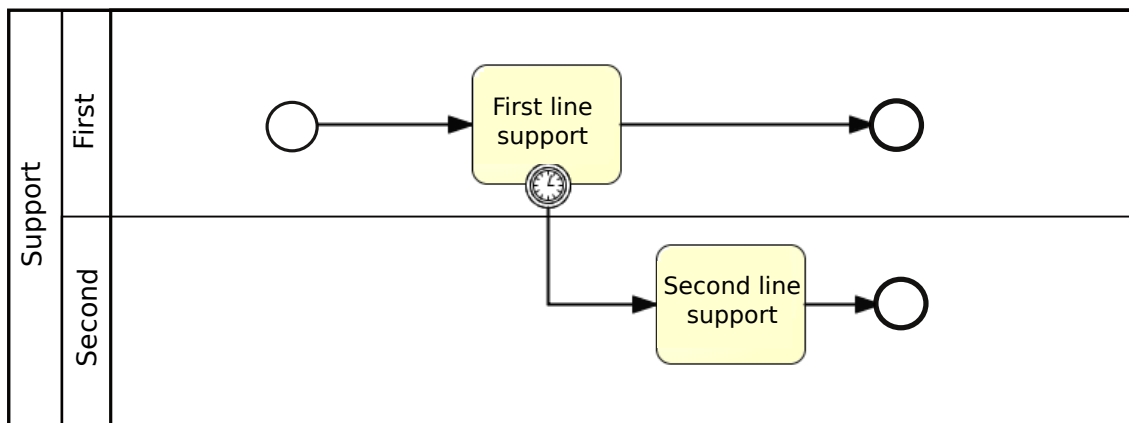 Support
First
First line
support
Second
Second line
support